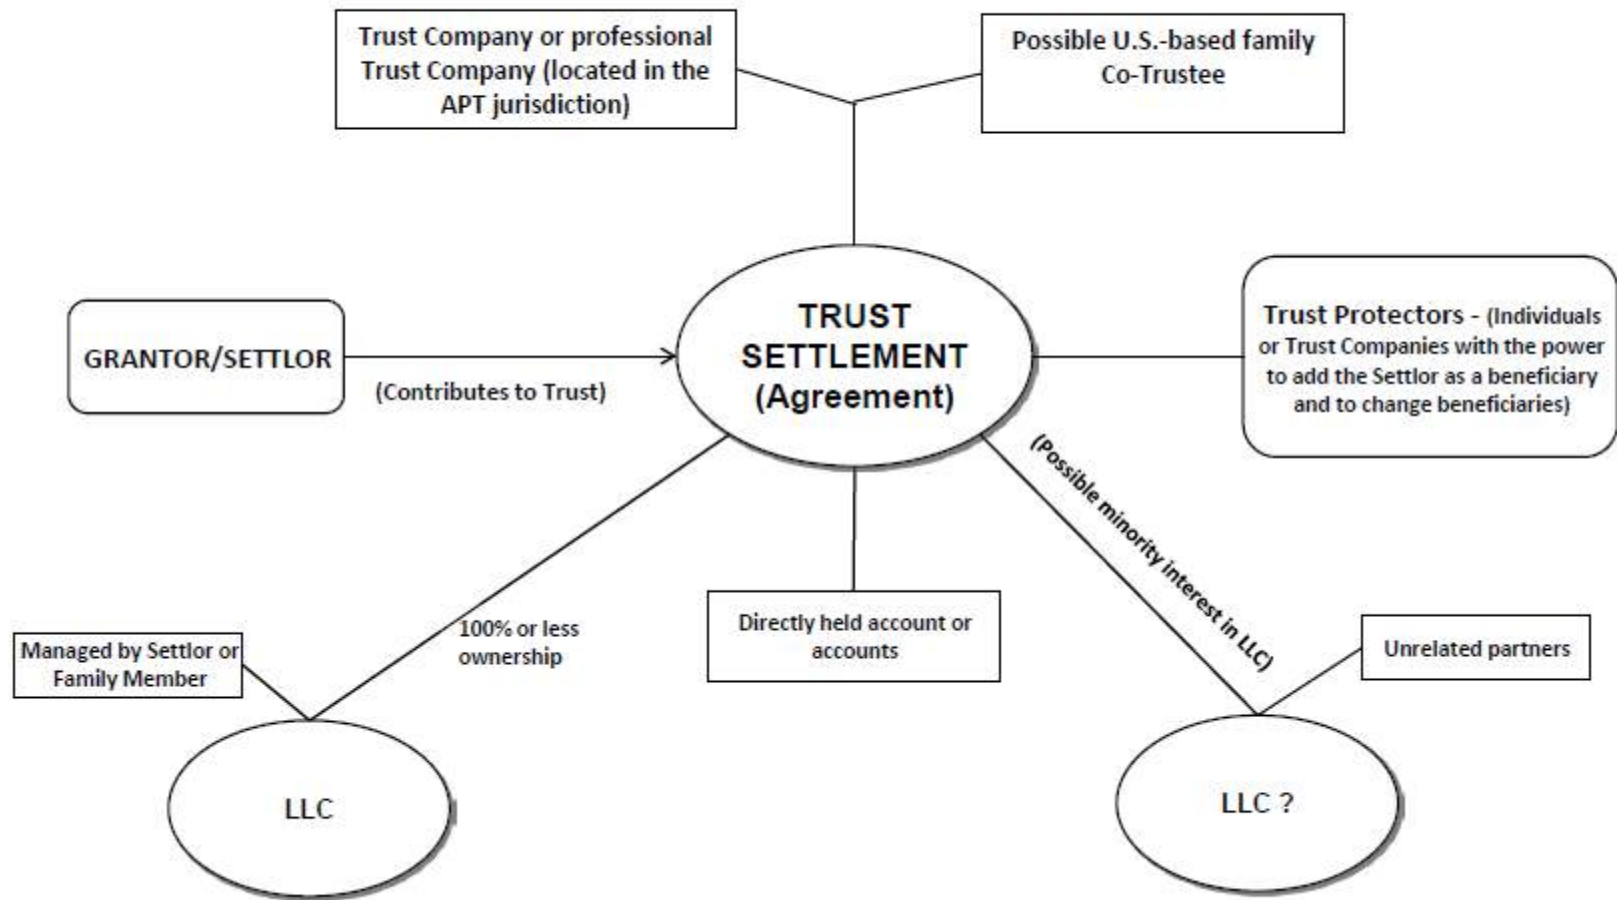 Trust Company or professional
Trust Company (located in the
APT jurisdiction)
Possible U.S.-based family
Co-Trustee
GRANTOR/SETTLOR
(Contributes to Trust)
TRUST
SETTLEMENT
(Agreement)
Trust Protectors - (Individuals
or Trust Companies with the power
to add the Settlor as a beneficiary
and to change beneficiaries)
Managed by Settlor or
Family Member
100% or less
ownership
Directly held account or
accounts
(Possible minority interest in LLC)
Unrelated partners
LLC
LLC ?